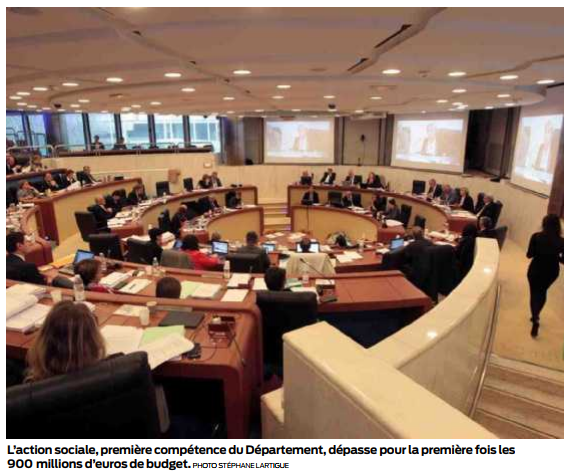 L'action sociale, première compétence du Département, dépasse pour la première fois les
900 millions d'euros de budget. PHOTO STÉPHANE LARTIGUE